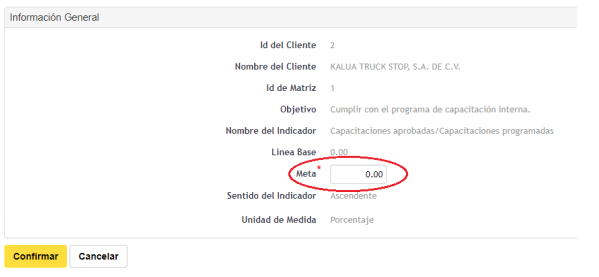 Información General
Id del Cliente 2
Nombre del Cliente KALUA TRUCK STOP, S.A. DE C.V.
Id de Matriz 1
Objetivo Cumplir con el programa de capacitación interna.
Nombre del Indicador Capacitaciones aprobadas/Capacitaciones programadas
Linea Base 0.00
Meta * 0.00
Sentido del Indicador Ascendente
Unidad de Medida Porcentaje
Confirmar Cancelar